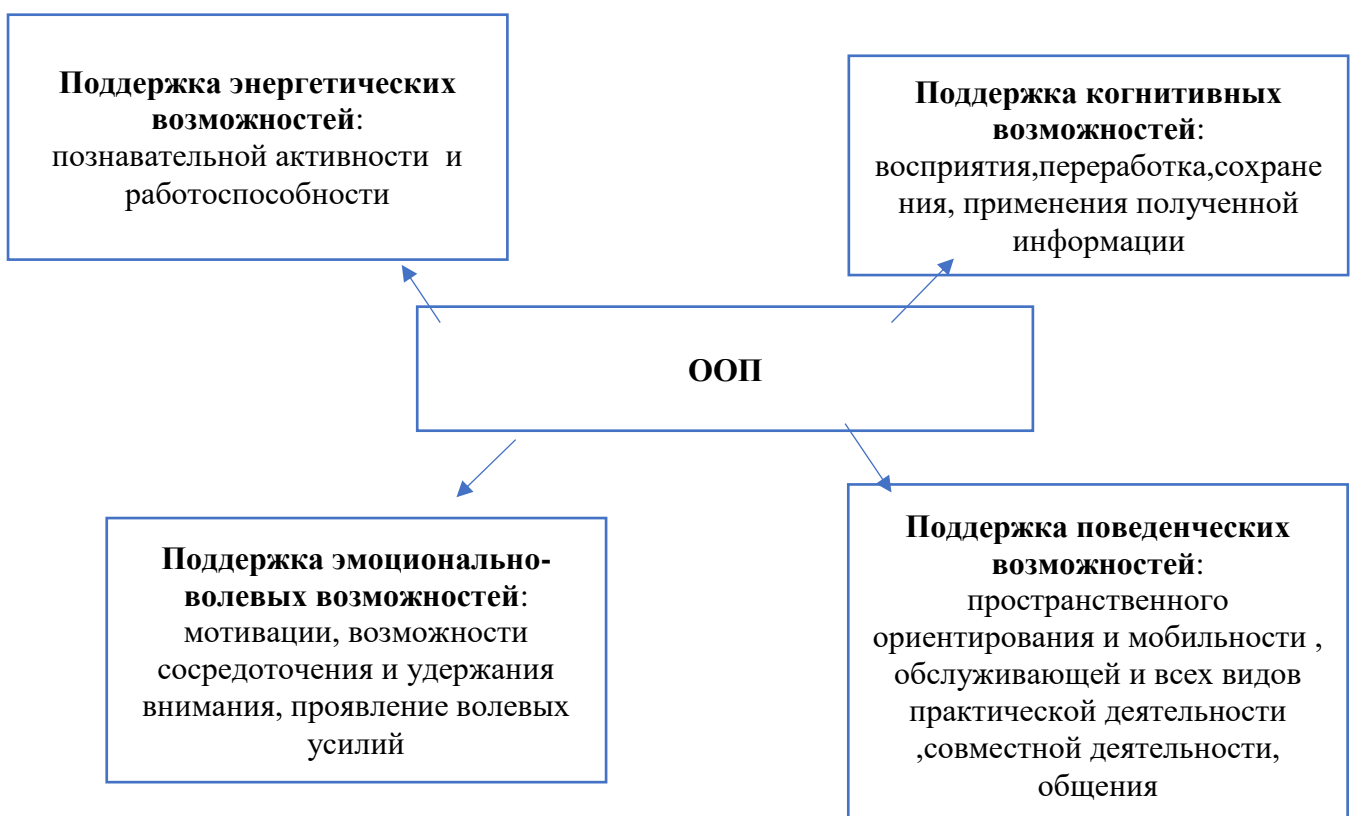 Поддержка энергетических
возможностей:
познавательной активности и
работоспособности
Поддержка когнитивных
возможностей:
восприятия,переработка,сохране
ния, применения полученной
информации
ООП
Поддержка эмоционально-
волевых возможностей:
мотивации, возможности
сосредоточения и удержания
внимания, проявление волевых
усилий
Поддержка поведенческих
возможностей:
пространственного
ориентирования и мобильности ,
обслуживающей и всех видов
практической деятельности
,совместной деятельности,
общения